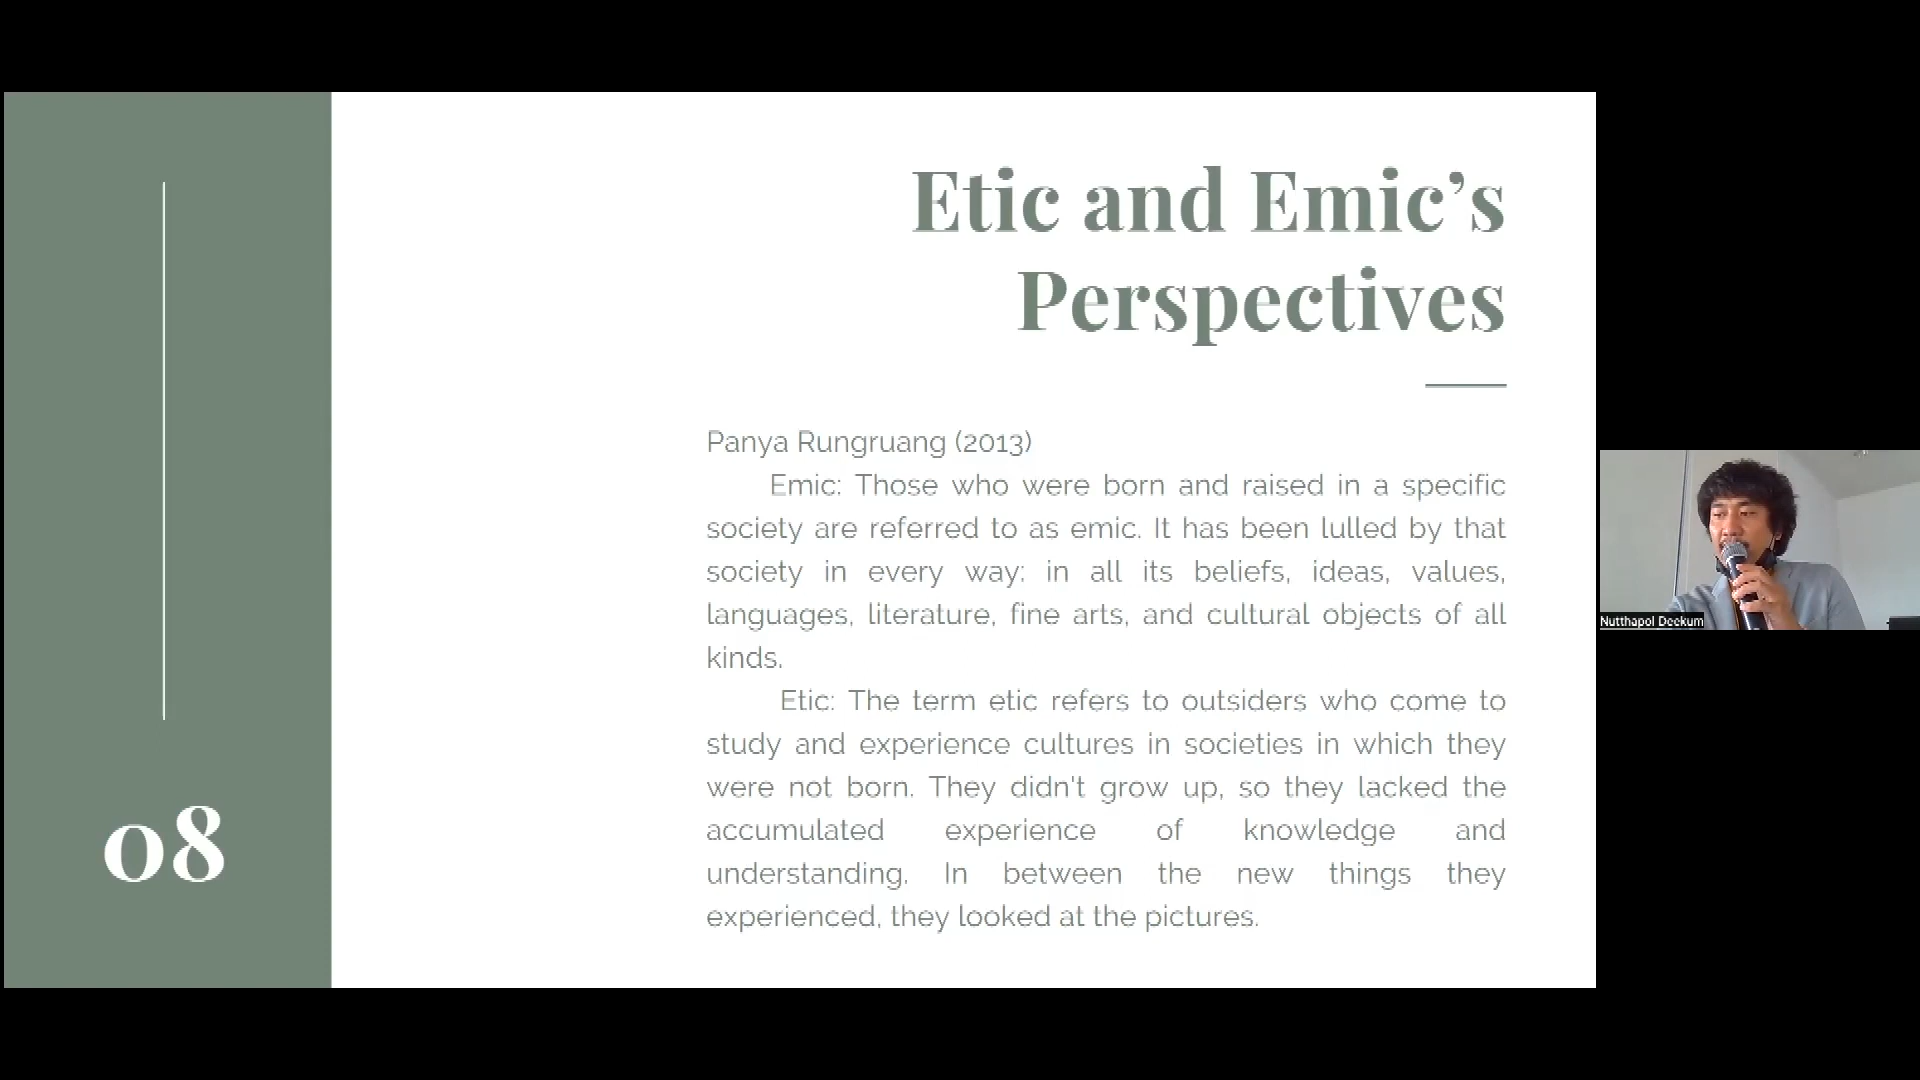 Etic and Emic’s
Perspectives
Panya Rungruang (2013)
Emic: Those who were born and raised in a specific
society are referred to as emic. It has been lulled by that
society in every way: in all its beliefs, ideas, values,
languages, literature, fine arts, and cultural objects of all
kinds.
Etic: The term etic refers to outsiders who come to
study and experience cultures in societies in which they
were not born. They didn't grow up, so they lacked the
accumulated experience of knowledge and
understanding. In between the new things they
experienced, they looked at the pictures.
08
Nutthapol Deekum